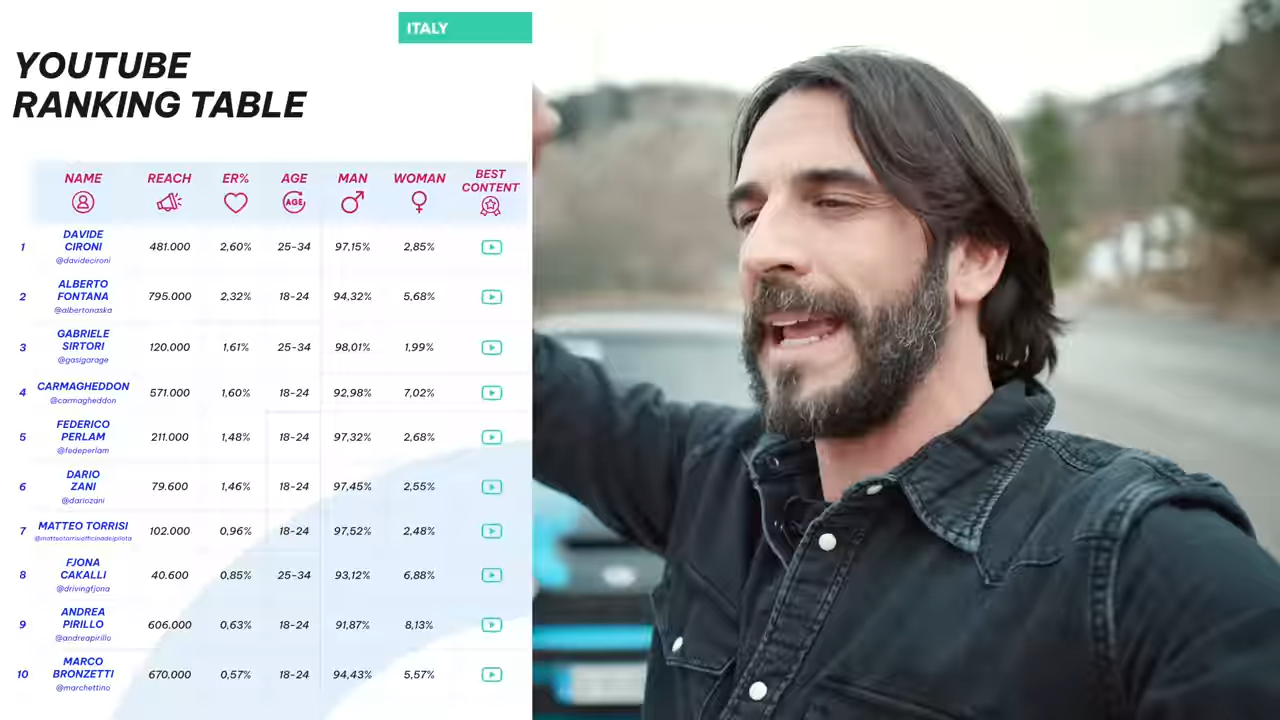 ITALY
YOUTUBE
RANKING TABLE
NAME REACH ER% AGE MAN WOMAN BEST CONTENT
AGE
1 DAVIDE CIRONI @davidecironi 481.000 2,60% 25-34 97,15% 2,85%
2 ALBERTO FONTANA @albertonaska 795.000 2,32% 18-24 94,32% 5,68%
3 GABRIELE SIRTORI @gasigarage 120.000 1,61% 25-34 98,01% 1,99%
4 CARMAGHEDDON @carmagheddon 571.000 1,60% 18-24 92,98% 7,02%
5 FEDERICO PERLAM @fedeperlam 211.000 1,48% 18-24 97,32% 2,68%
6 DARIO ZANI @dariozani 79.600 1,46% 18-24 97,45% 2,55%
7 MATTEO TORRISI @matteotorrisiofficinadeipiloti 102.000 0,96% 18-24 97,52% 2,48%
8 FJONA CAKALLI @drivingfjona 40.600 0,85% 25-34 93,12% 6,88%
9 ANDREA PIRILLO @andreapirillo 606.000 0,63% 18-24 91,87% 8,13%
10 MARCO BRONZETTI @marchettino 670.000 0,57% 18-24 94,43% 5,57%